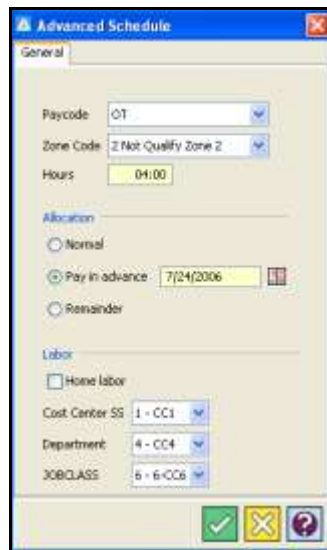 Advanced Schedule
General
Paycode OT
Zone Code 2 Not Qualify Zone 2
Hours 04:00
Allocation
Normal
Pay in advance 7/24/2006
Remainder
Labor
Home labor
Cost Center SS 1 - CC1
Department 4 - CC4
JOBCLASS 6 - 6-CC6
?